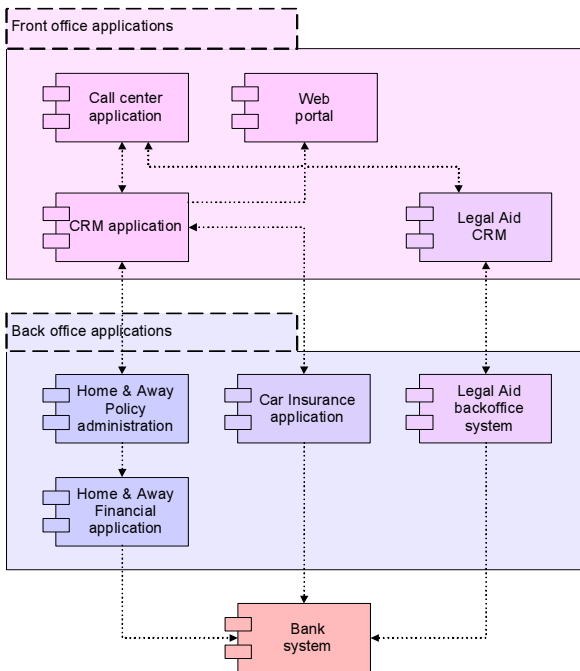 Front office applications
Call center
application
Web
portal
CRM application
Legal Aid
CRM
Back office applications
Home & Away
Policy
administration
Car Insurance
application
Legal Aid
backoffice
system
Home & Away
Financial
application
Bank
system